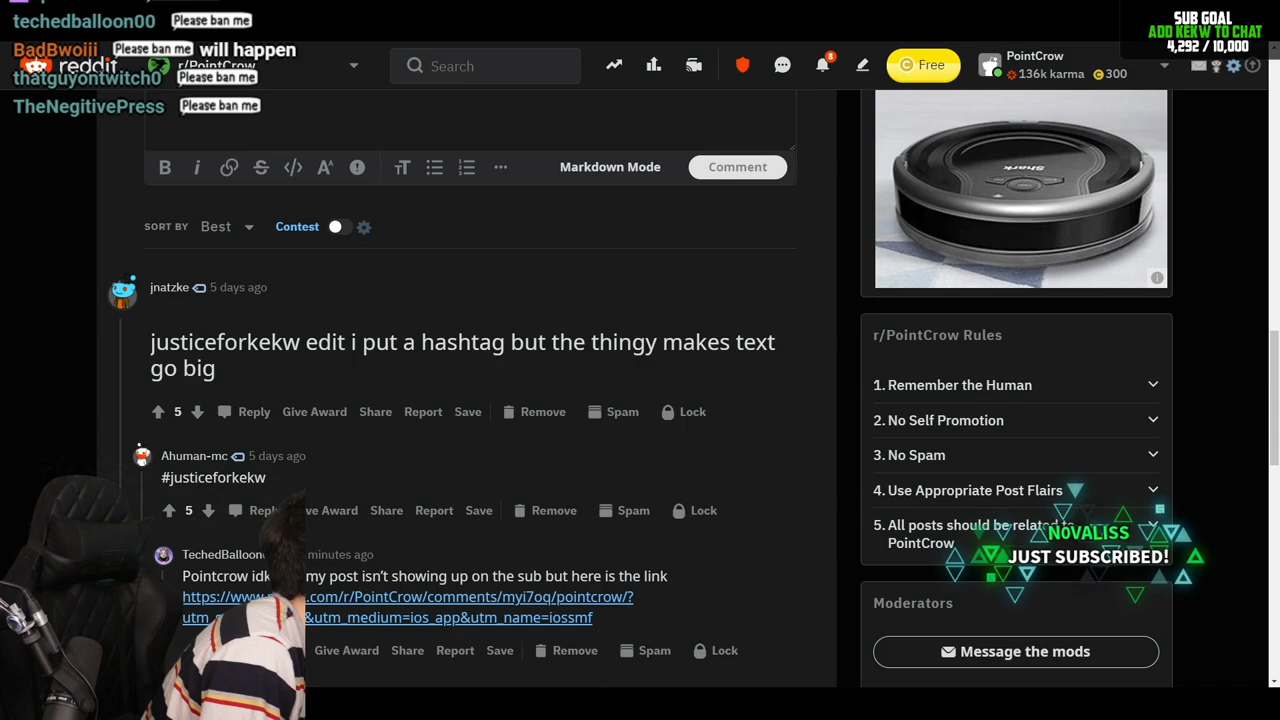 techedballoon00 Please ban me
BadBwoiii Please ban me will happen
thatguyontwitch0 Please ban me
TheNegitivePress Please ban me
SUB GOAL
ADD KEKW TO CHAT
4,292 / 10,000
reddit
r/PointCrow
Search
8
Free
PointCrow
136k karma
300
Markdown Mode
Comment
SORT BY Best
Contest
jnatzke 5 days ago
justiceforkekw edit i put a hashtag but the thingy makes text
go big
5 Reply Give Award Share Report Save Remove Spam Lock
Ahuman-mc 5 days ago
#justiceforkekw
5 Award Share Report Save Remove Spam Lock
minutes ago
Pointcrow idk my post isn't showing up on the sub but here is the link
.com/r/PointCrow/comments/myi7oq/pointcrow/?
&utm_medium=ios_app&utm_name=iossmf
Give Award Share Report Save Remove Spam Lock
Shark
r/PointCrow Rules
1. Remember the Human
2. No Self Promotion
3. No Spam
4. Use Appropriate Post Flairs
5. All posts should be related to
PointCrow
N0VALISS
JUST SUBSCRIBED!
Moderators
Message the mods